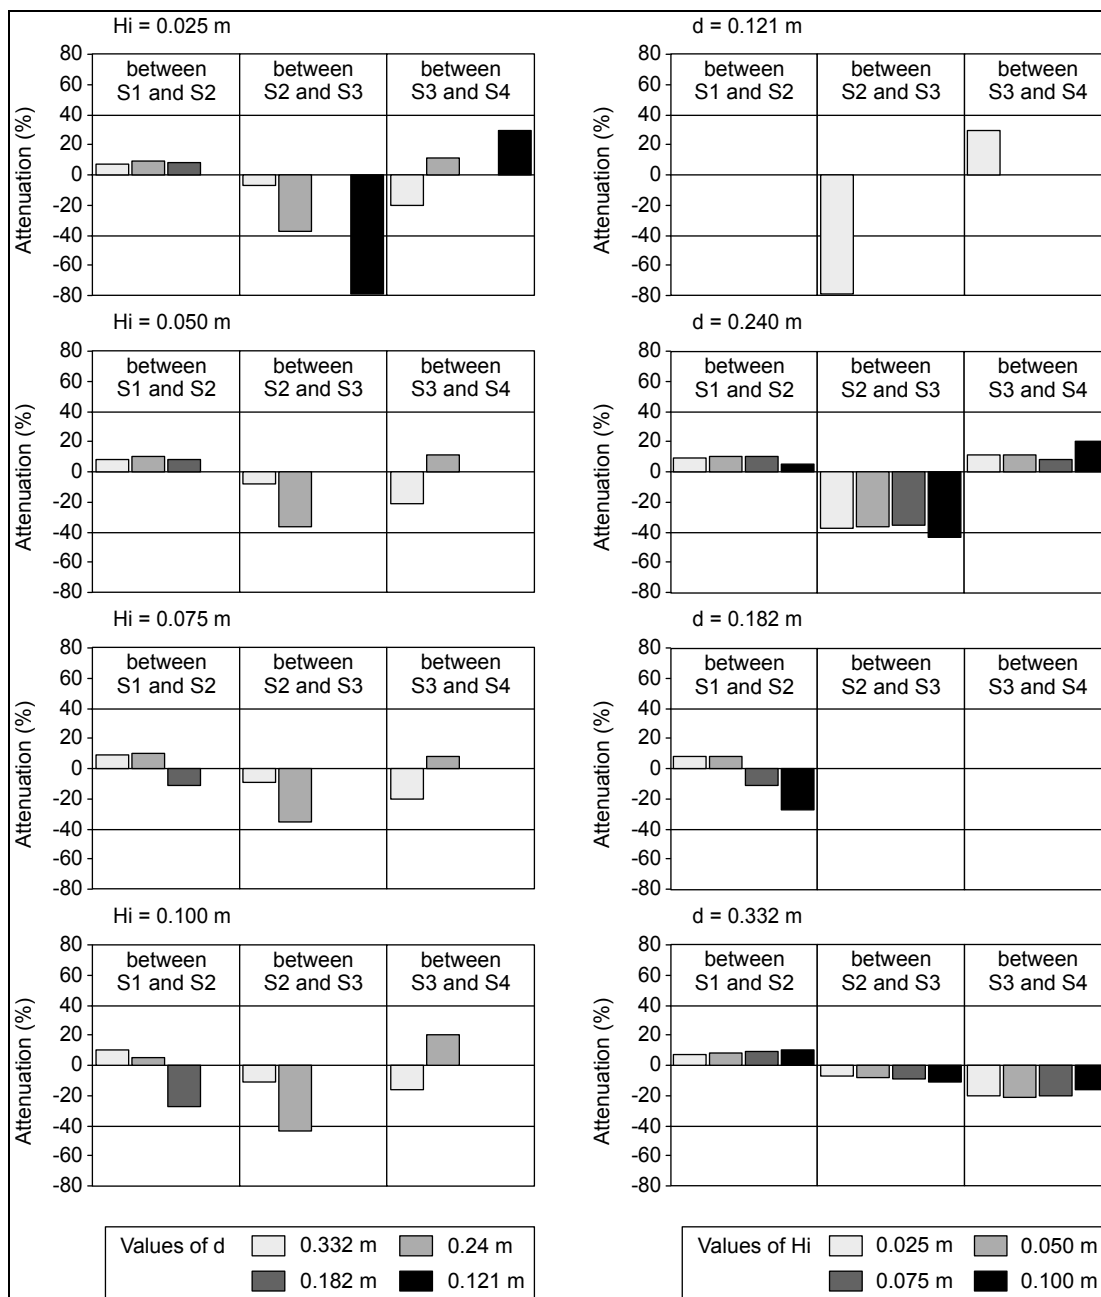 Hi = 0.025 m
Attenuation (%)
80
60
40
20
0
-20
-40
-60
-80
between
S1 and S2
between
S2 and S3
between
S3 and S4
d = 0.121 m
Attenuation (%)
80
60
40
20
0
-20
-40
-60
-80
between
S1 and S2
between
S2 and S3
between
S3 and S4
Hi = 0.050 m
Attenuation (%)
80
60
40
20
0
-20
-40
-60
-80
between
S1 and S2
between
S2 and S3
between
S3 and S4
d = 0.240 m
Attenuation (%)
80
60
40
20
0
-20
-40
-60
-80
between
S1 and S2
between
S2 and S3
between
S3 and S4
Hi = 0.075 m
Attenuation (%)
80
60
40
20
0
-20
-40
-60
-80
between
S1 and S2
between
S2 and S3
between
S3 and S4
d = 0.182 m
Attenuation (%)
80
60
40
20
0
-20
-40
-60
-80
between
S1 and S2
between
S2 and S3
between
S3 and S4
Hi = 0.100 m
Attenuation (%)
80
60
40
20
0
-20
-40
-60
-80
between
S1 and S2
between
S2 and S3
between
S3 and S4
d = 0.332 m
Attenuation (%)
80
60
40
20
0
-20
-40
-60
-80
between
S1 and S2
between
S2 and S3
between
S3 and S4
Values of d 0.332 m 0.24 m
0.182 m 0.121 m
Values of Hi 0.025 m 0.050 m
0.075 m 0.100 m